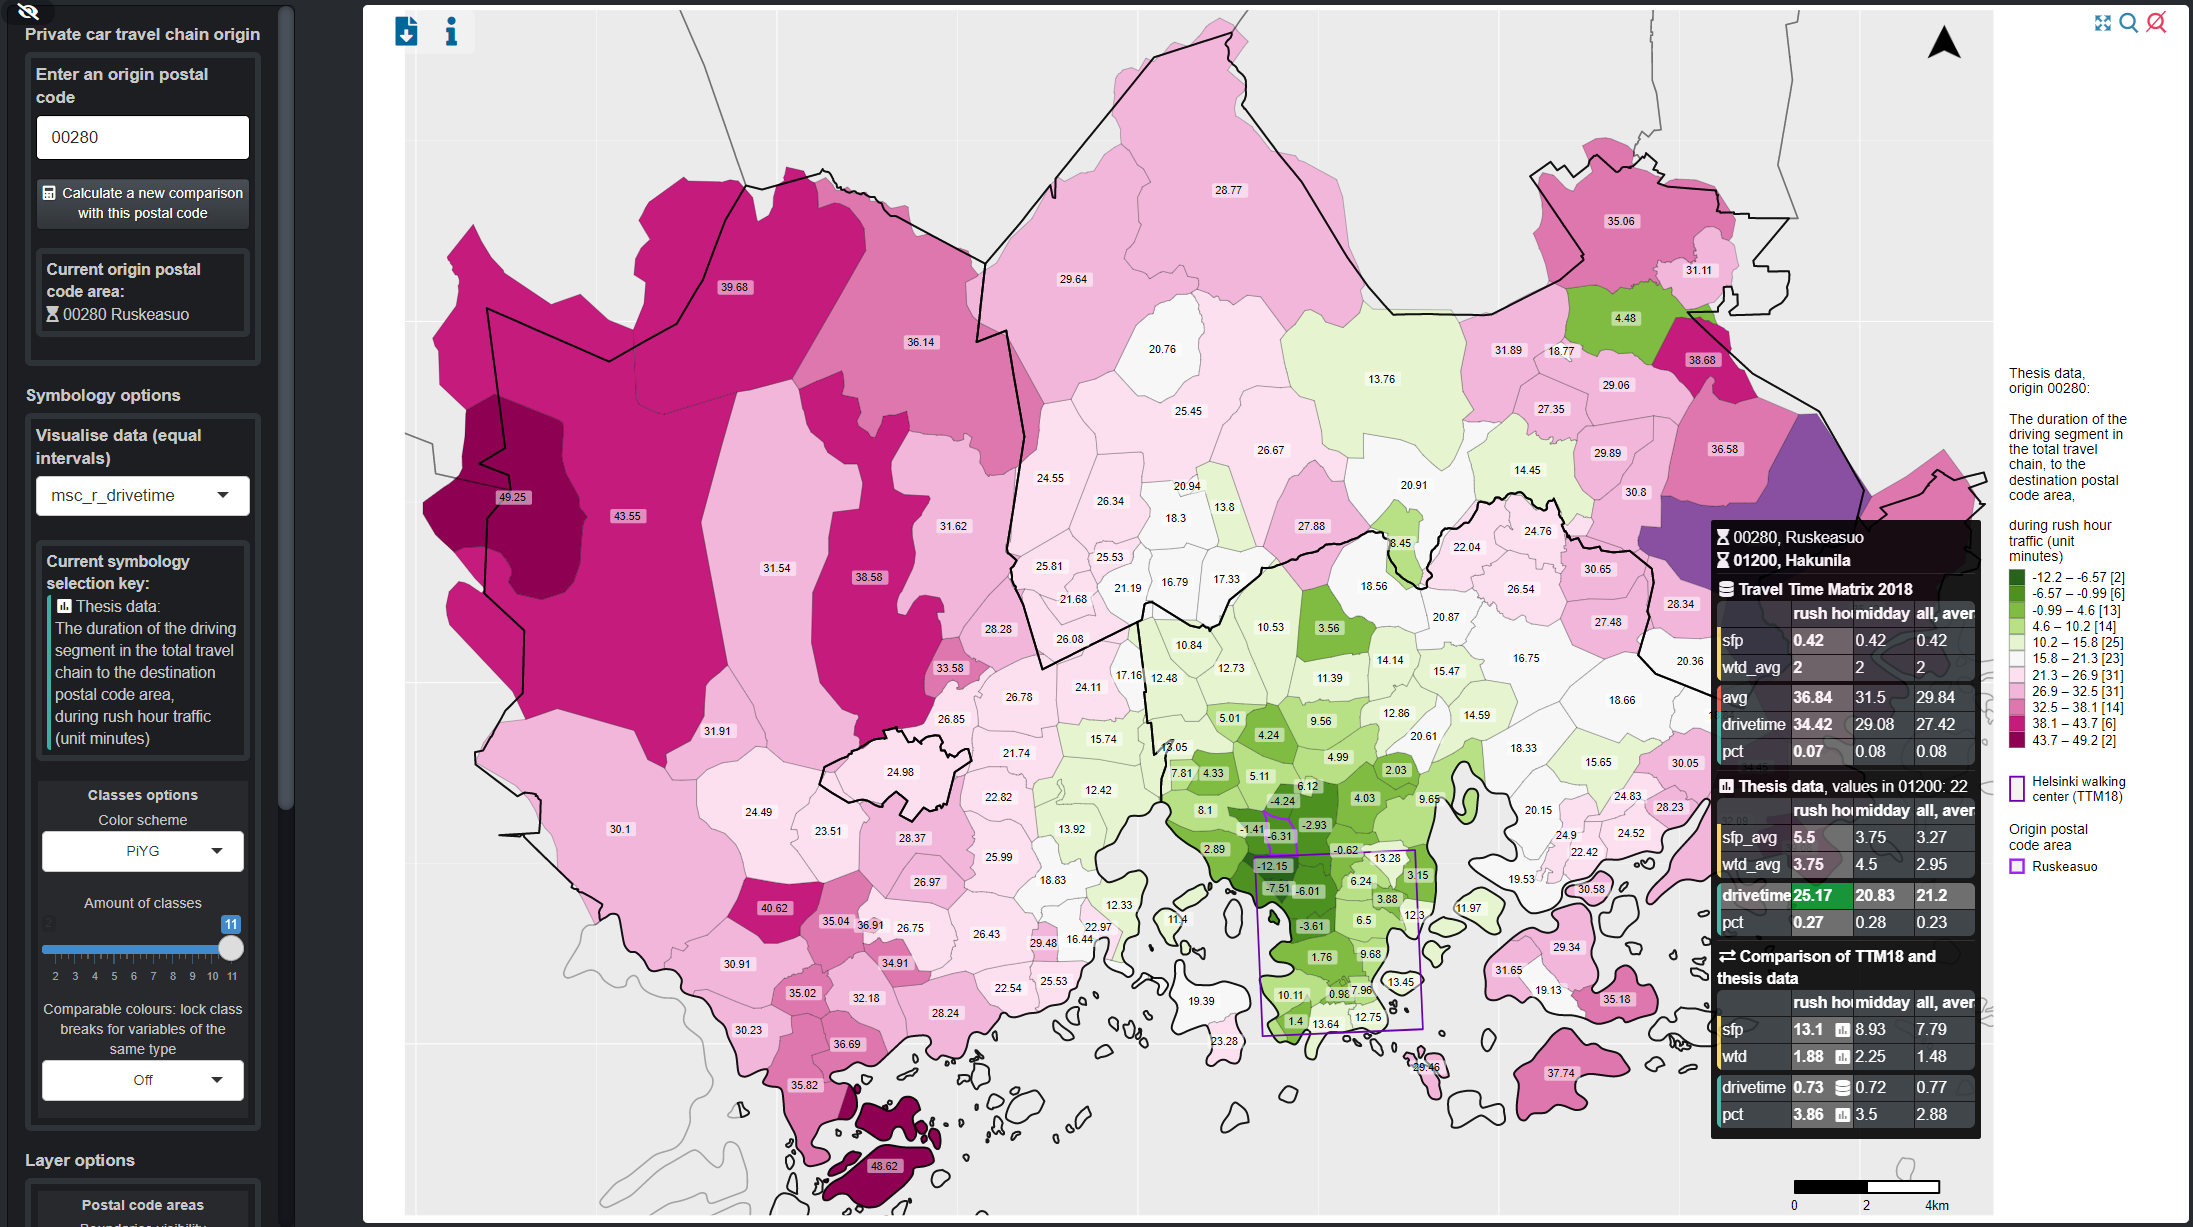 Private car travel chain origin
Enter an origin postal
code
00280
Calculate a new comparison
with this postal code
Current origin postal
code area:
00280 Ruskeasuo
Symbology options
Visualise data (equal
intervals)
msc_r_drivetime
Current symbology
selection key:
Thesis data:
The duration of the driving
segment in the total travel
chain to the destination
postal code area,
during rush hour traffic
(unit minutes)
Classes options
Color scheme
PiYG
Amount of classes
2 11
2 3 4 5 6 7 8 9 10 11
Comparable colours: lock class
breaks for variables of the
same type
Off
Layer options
Postal code areas
Boundaries visibility
28.77
35.06
31.11
29.64
39.68
4.48
36.14
20.76
31.89
18.77
38.68
13.76
29.06
25.45
27.35
26.67
36.58
29.89
14.45
24.55
20.94
20.91
30.8
26.34
49.25
13.8
43.55
18.3
31.62
27.88
24.76
8.45
22.04
25.53
25.81
31.54
30.65
38.58
16.79
17.33
18.56
21.19
26.54
21.68
28.34
20.87
27.48
28.28
10.53
3.56
26.08
10.84
16.75
20.36
14.14
33.58
12.73
15.47
17.16
12.48
11.39
24.11
26.78
18.66
12.86
14.59
26.85
5.01
9.56
31.91
4.24
20.61
15.74
13.05
18.33
21.74
4.99
15.65
30.05
24.98
7.81
4.33
5.11
2.03
6.12
12.42
22.82
-4.24
4.03
9.65
24.83
28.23
24.49
8.1
20.15
23.51
30.1
-1.41
-6.31
-2.93
13.92
24.9
24.52
28.37
2.89
-0.62
13.28
22.42
25.99
-12.15
3.15
18.83
26.97
6.24
19.53
-7.51
-6.01
30.58
3.88
40.62
12.33
11.97
35.04
36.91
26.75
11.4
6.5
12.3
-3.61
22.97
26.43
29.48
16.44
29.34
1.76
9.68
30.91
34.91
31.65
25.53
13.45
22.54
19.13
35.02
32.18
10.11
0.98
7.96
19.39
35.18
28.24
1.4
13.64
12.75
30.23
36.69
23.28
29.46
37.74
35.82
48.62
00280, Ruskeasuo
01200, Hakunila
Travel Time Matrix 2018
rush hou midday all, aver
sfp 0.42 0.42 0.42
wtd_avg 2 2 2
avg 36.84 31.5 29.84
drivetime 34.42 29.08 27.42
pct 0.07 0.08 0.08
Thesis data, values in 01200: 22
rush hou midday all, aver
sfp_avg 5.5 3.75 3.27
wtd_avg 3.75 4.5 2.95
drivetime 25.17 20.83 21.2
pct 0.27 0.28 0.23
Comparison of TTM18 and
thesis data
rush hou midday all, aver
sfp 13.1 8.93 7.79
wtd 1.88 2.25 1.48
drivetime 0.73 0.72 0.77
pct 3.86 3.5 2.88
0 2 4km
Thesis data,
origin 00280:
The duration of the
driving segment in
the total travel
chain, to the
destination postal
code area,
during rush hour
traffic (unit
minutes)
-12.2 – -6.57 [2]
-6.57 – -0.99 [6]
-0.99 – 4.6 [13]
4.6 – 10.2 [14]
10.2 – 15.8 [25]
15.8 – 21.3 [23]
21.3 – 26.9 [31]
26.9 – 32.5 [31]
32.5 – 38.1 [14]
38.1 – 43.7 [6]
43.7 – 49.2 [2]
Helsinki walking
center (TTM18)
Origin postal
code area
Ruskeasuo